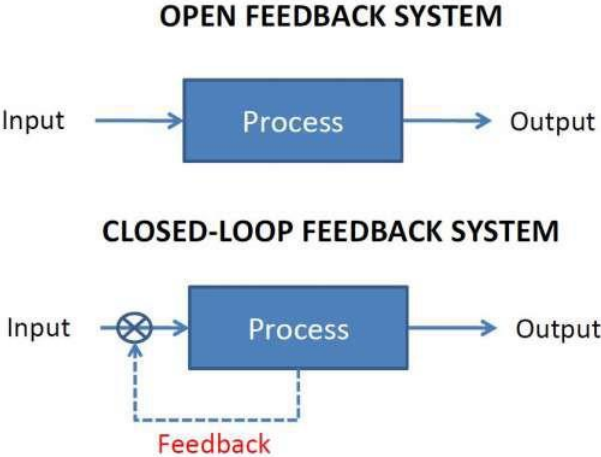 OPEN FEEDBACK SYSTEM
Input
Process
Output
CLOSED-LOOP FEEDBACK SYSTEM
Input
Process
Output
Feedback